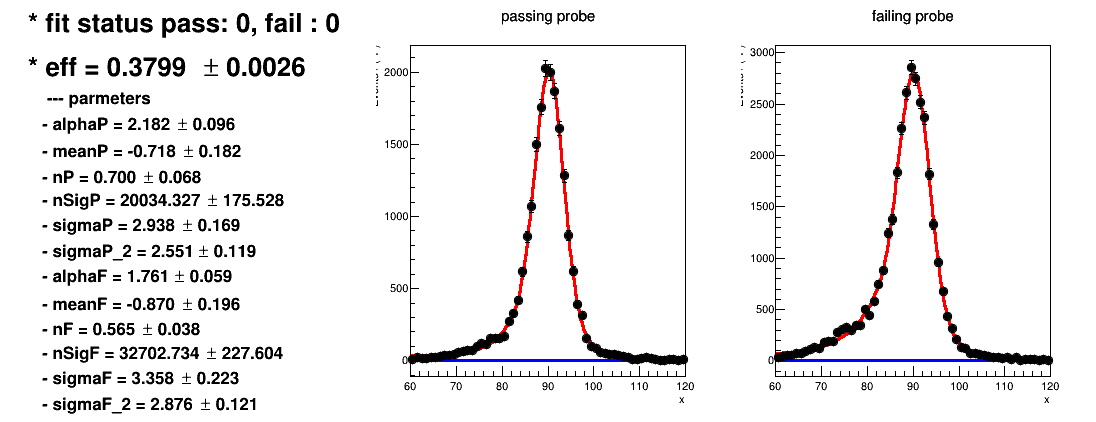 * fit status pass: 0, fail : 0
* eff = 0.3799 ± 0.0026
--- parmeters
- alphaP = 2.182 ± 0.096
- meanP = -0.718 ± 0.182
- nP = 0.700 ± 0.068
- nSigP = 20034.327 ± 175.528
- sigmaP = 2.938 ± 0.169
- sigmaP_2 = 2.551 ± 0.119
- alphaF = 1.761 ± 0.059
- meanF = -0.870 ± 0.196
- nF = 0.565 ± 0.038
- nSigF = 32702.734 ± 227.604
- sigmaF = 3.358 ± 0.223
- sigmaF_2 = 2.876 ± 0.121
passing probe
2000
1500
1000
500
0
60 70 80 90 100 110 120
x
failing probe
3000
2500
2000
1500
1000
500
0
60 70 80 90 100 110 120
x